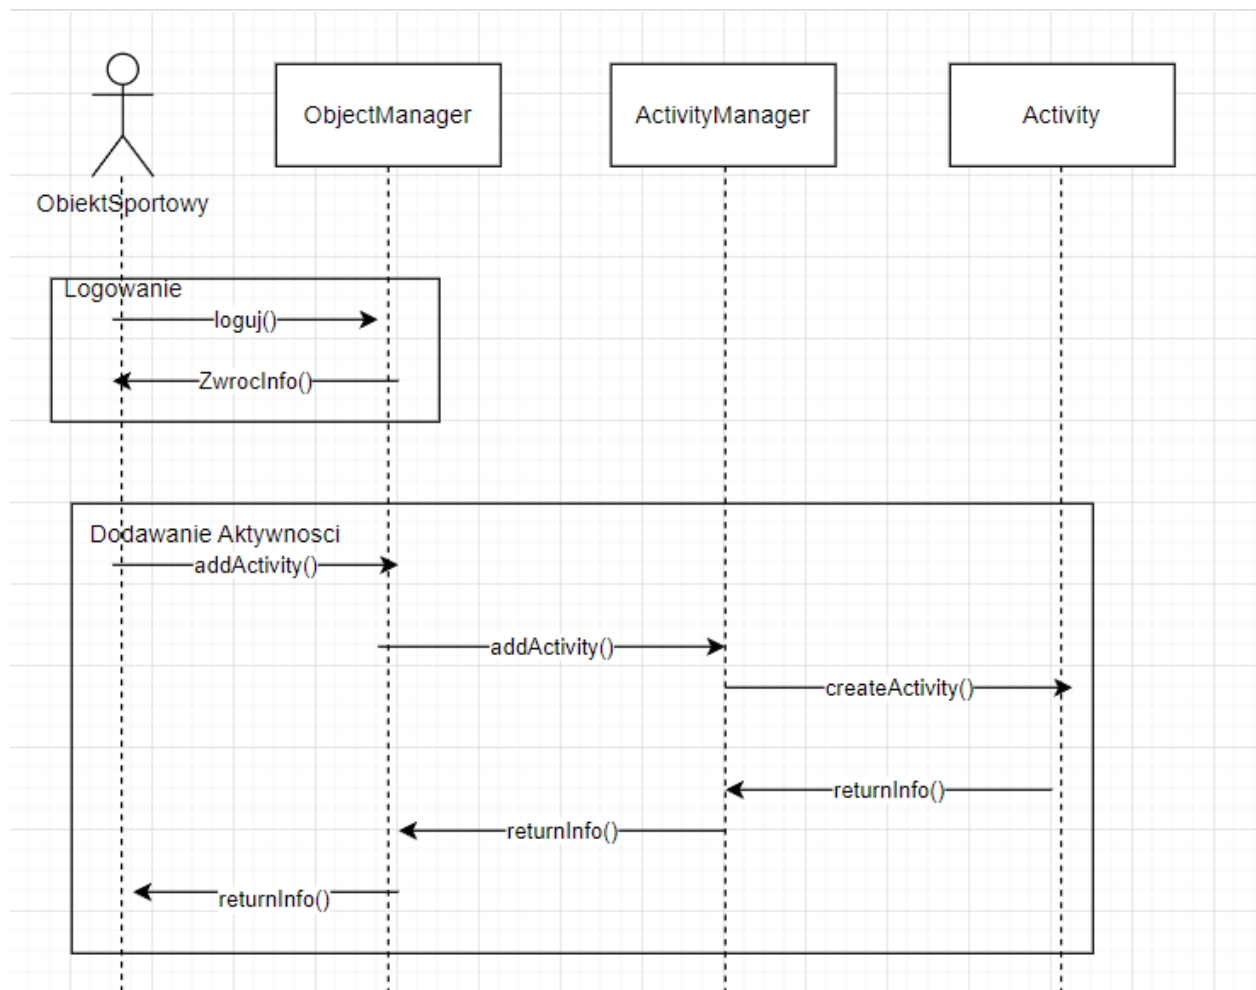 ObjectManager
ActivityManager
Activity
ObiektSportowy
Logowanie
loguj()
ZwrocInfo()
Dodawanie Aktywnosci
addActivity()
addActivity()
createActivity()
returnInfo()
returnInfo()
returnInfo()